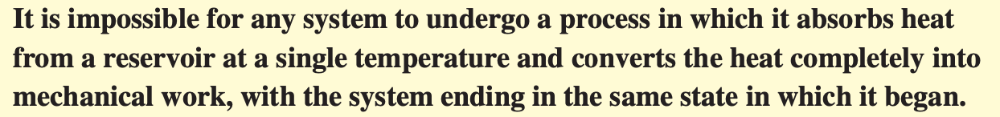 It is impossible for any system to undergo a process in which it absorbs heat
from a reservoir at a single temperature and converts the heat completely into
mechanical work, with the system ending in the same state in which it began.